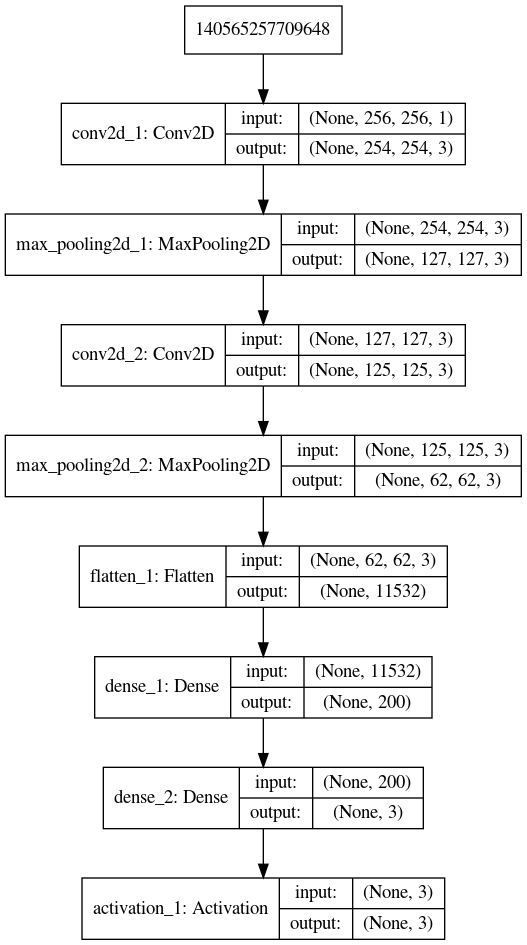 140565257709648
conv2d_1: Conv2D
input:
(None, 256, 256, 1)
output:
(None, 254, 254, 3)
max_pooling2d_1: MaxPooling2D
input:
(None, 254, 254, 3)
output:
(None, 127, 127, 3)
conv2d_2: Conv2D
input:
(None, 127, 127, 3)
output:
(None, 125, 125, 3)
max_pooling2d_2: MaxPooling2D
input:
(None, 125, 125, 3)
output:
(None, 62, 62, 3)
flatten_1: Flatten
input:
(None, 62, 62, 3)
output:
(None, 11532)
dense_1: Dense
input:
(None, 11532)
output:
(None, 200)
dense_2: Dense
input:
(None, 200)
output:
(None, 3)
activation_1: Activation
input:
(None, 3)
output:
(None, 3)